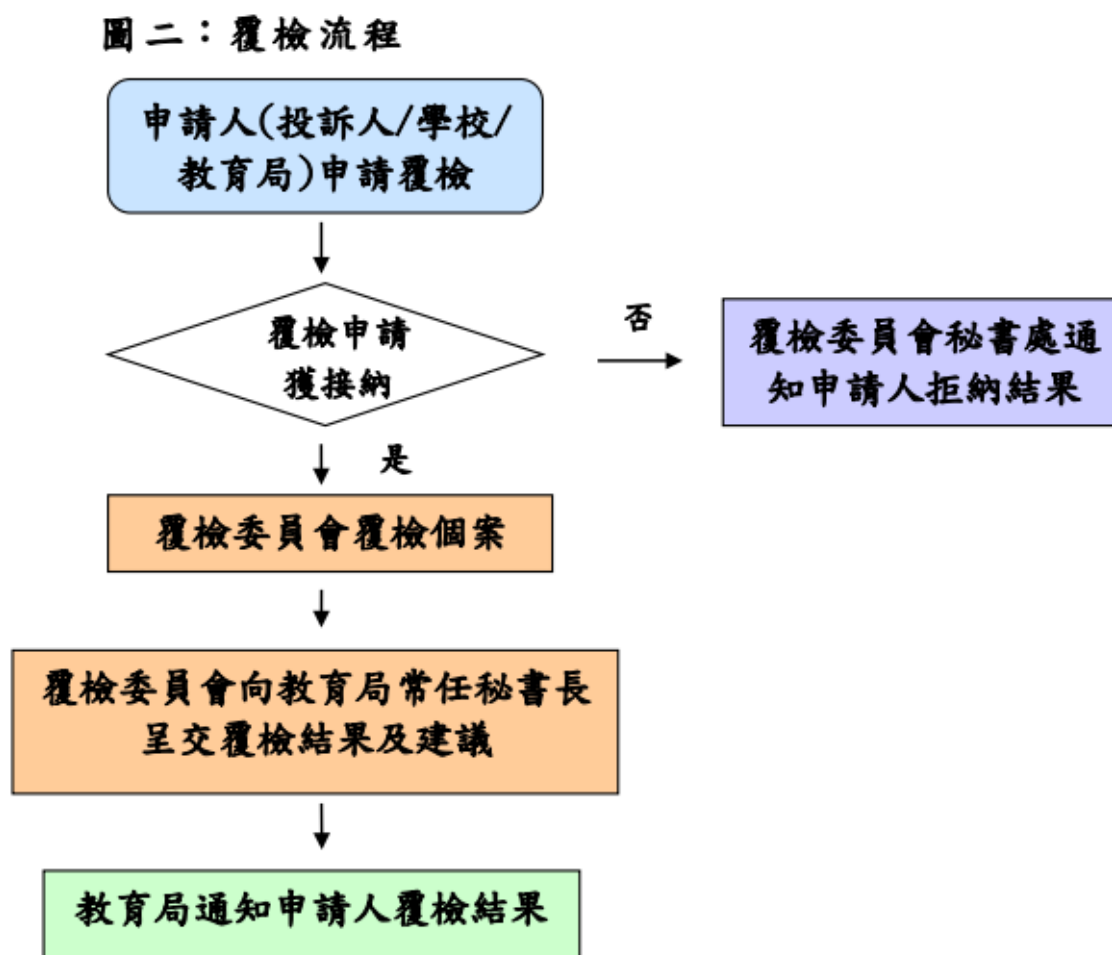 圖二：覆檢流程
申請人(投訴人/學校/
教育局)申請覆檢
覆檢申請
獲接納
否
覆檢委員會秘書處通
知申請人拒納結果
是
覆檢委員會覆檢個案
覆檢委員會向教育局常任秘書長
呈交覆檢結果及建議
教育局通知申請人覆檢結果